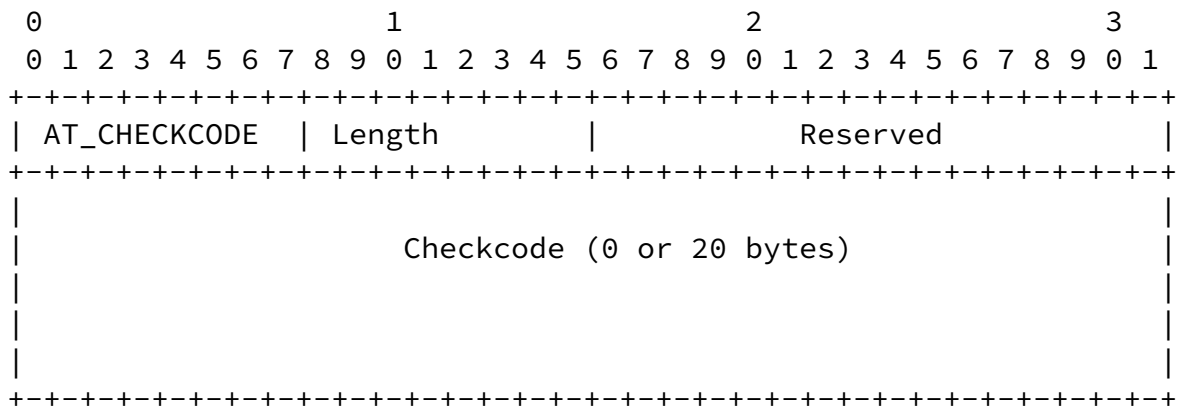 0                   1                   2                   3
 0 1 2 3 4 5 6 7 8 9 0 1 2 3 4 5 6 7 8 9 0 1 2 3 4 5 6 7 8 9 0 1
+-+-+-+-+-+-+-+-+-+-+-+-+-+-+-+-+-+-+-+-+-+-+-+-+-+-+-+-+-+-+-+-+
| AT_CHECKCODE  | Length        |           Reserved            |
+-+-+-+-+-+-+-+-+-+-+-+-+-+-+-+-+-+-+-+-+-+-+-+-+-+-+-+-+-+-+-+-+
|                                                               |
|                     Checkcode (0 or 20 bytes)                 |
|                                                               |
|                                                               |
|                                                               |
+-+-+-+-+-+-+-+-+-+-+-+-+-+-+-+-+-+-+-+-+-+-+-+-+-+-+-+-+-+-+-+-+